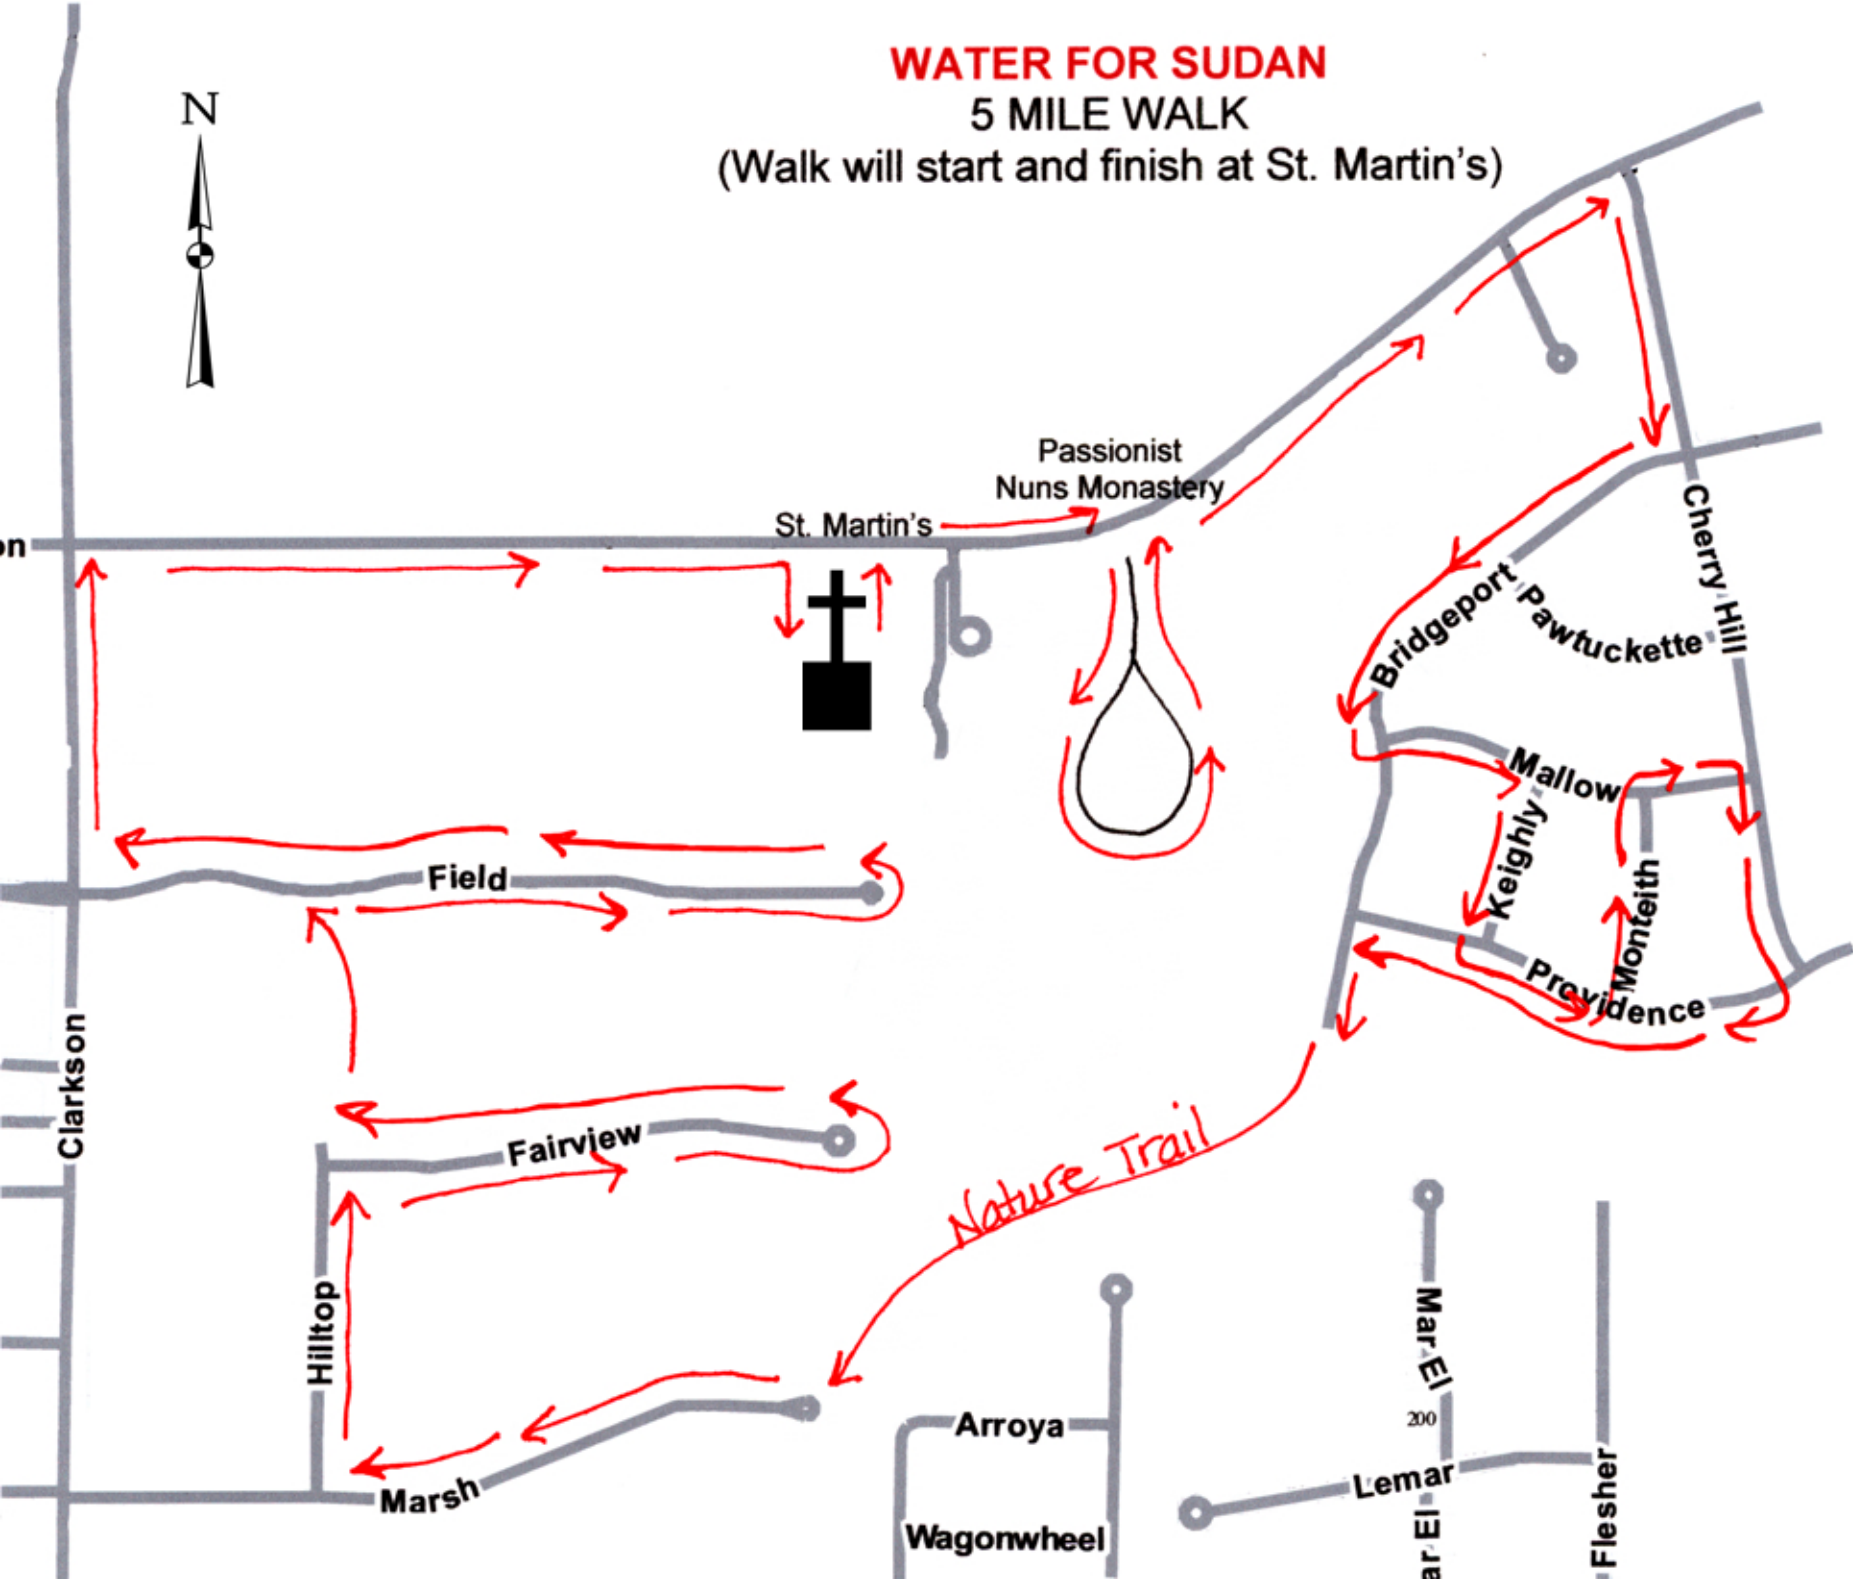 WATER FOR SUDAN
5 MILE WALK
(Walk will start and finish at St. Martin's)
N
Passionist
Nuns Monastery
St. Martin's
on
Cherry Hill
Bridgeport
Pawtuckette
Mallow
Keighly
Monteith
Providence
Field
Clarkson
Fairview
Nature Trail
Hilltop
Marsh
Mar El
200
Arroya
Lemar
Wagonwheel
ar El
Flesher